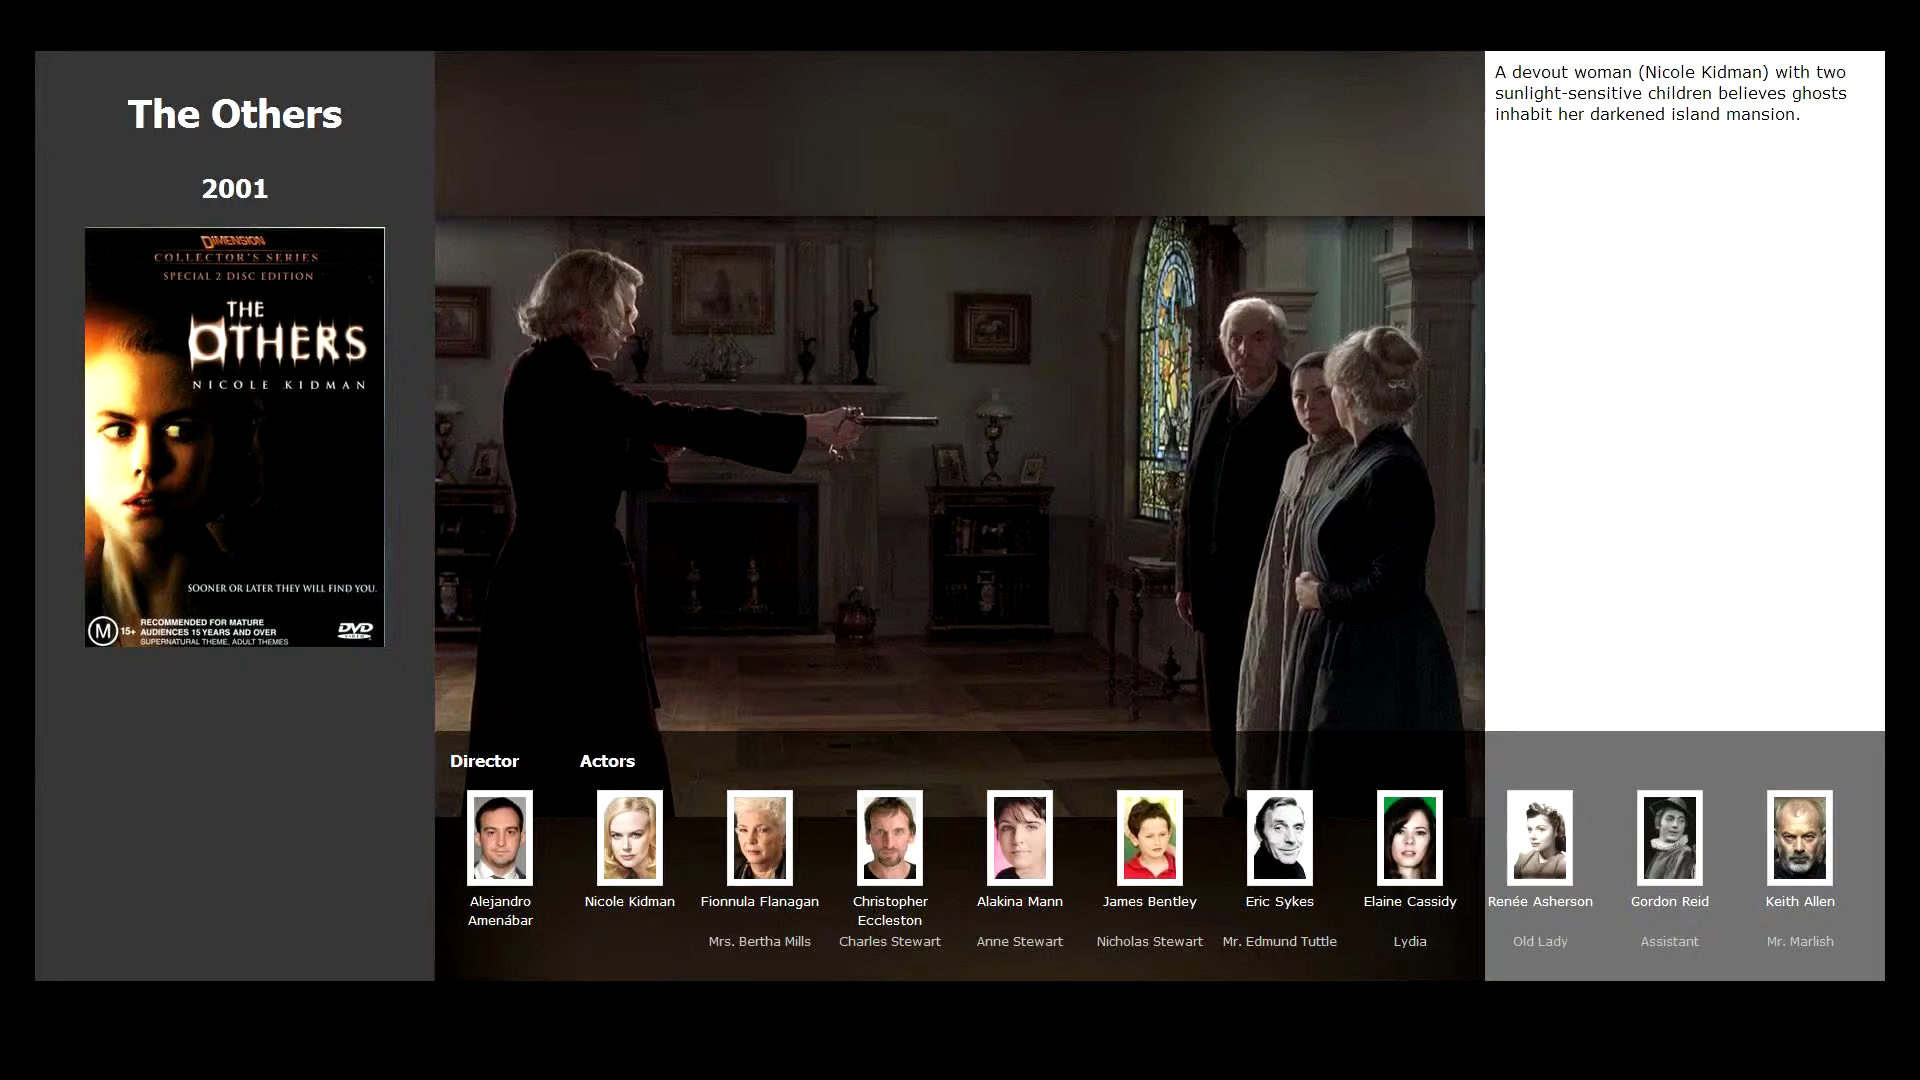 The Others
2001
DIMENSION
COLLECTOR'S SERIES
SPECIAL 2 DISC EDITION
THE
OTHERS
NICOLE KIDMAN
SOONER OR LATER THEY WILL FIND YOU.
M 15+
RECOMMENDED FOR MATURE
AUDIENCES 15 YEARS AND OVER
SUPERNATURAL THEME, ADULT THEMES
DVD
VIDEO
A devout woman (Nicole Kidman) with two
sunlight-sensitive children believes ghosts
inhabit her darkened island mansion.
Director
Actors
Alejandro
Amenábar
Nicole Kidman
Fionnula Flanagan
Mrs. Bertha Mills
Christopher
Eccleston
Charles Stewart
Alakina Mann
Anne Stewart
James Bentley
Nicholas Stewart
Eric Sykes
Mr. Edmund Tuttle
Elaine Cassidy
Lydia
Renée Asherson
Old Lady
Gordon Reid
Assistant
Keith Allen
Mr. Marlish